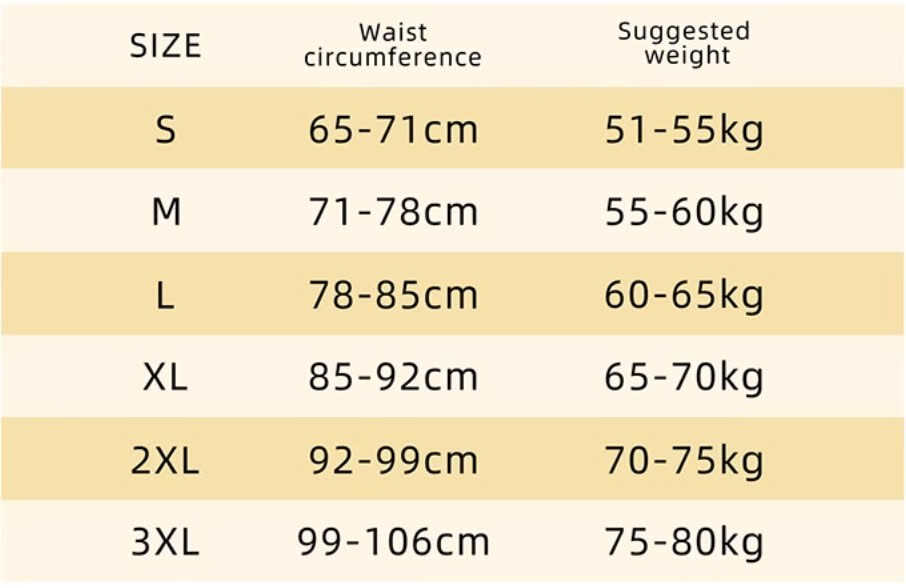 SIZE Waist circumference Suggested weight
S 65-71cm 51-55kg
M 71-78cm 55-60kg
L 78-85cm 60-65kg
XL 85-92cm 65-70kg
2XL 92-99cm 70-75kg
3XL 99-106cm 75-80kg